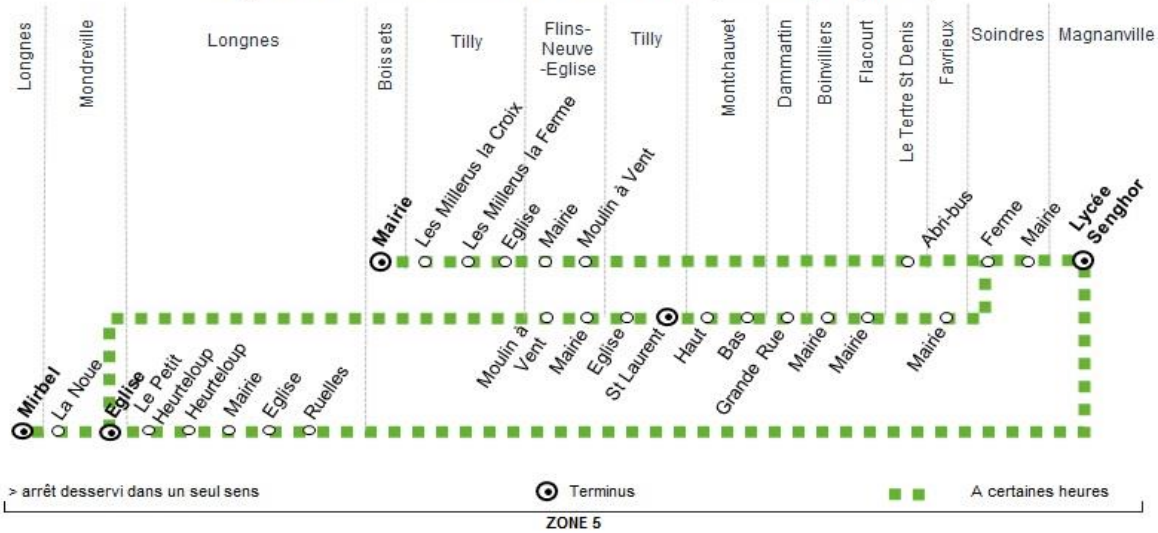 Longnes
Mondreville
Longnes
Boissets
Tilly
Flins-
Neuve
-Eglise
Tilly
Montchauvet
Dammartin
Boinvilliers
Flacourt
Le Tertre St Denis
Favrieux
Soindres
Magnanville
Mairie
Les Millerus la Croix
Les Millerus la Ferme
Eglise
Mairie
Moulin à Vent
Abri-bus
Ferme
Mairie
Lycée
Senghor
Moulin à
Vent
Mairie
Eglise
St Laurent
Haut
Bas
Grande Rue
Mairie
Mairie
Mairie
Mirbel
La Noue
Eglise
Le Petit
Heurteloup
Heurteloup
Mairie
Eglise
Ruelles
> arrêt desservi dans un seul sens
Terminus
A certaines heures
ZONE 5